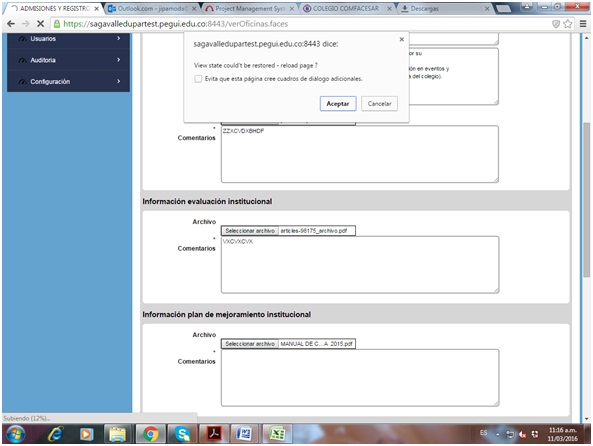 ADMISIONES Y REGISTRO
Outlook.com - jipamoda
Project Management Syst
COLEGIO COMFACESAR
Descargas
https://sagavalledupartest.pegui.edu.co:8443/verOficinas.faces
Usuarios
Auditoria
Configuración
sagavalledupartest.pegui.edu.co:8443 dice:
View state could't be restored - reload page ?
Evita que esta página cree cuadros de diálogo adicionales.
Aceptar
Cancelar
or su
ón en eventos y
s del colegio).
*
Comentarios
ZZXCVDXBHDF
Información evaluación institucional
Archivo
Seleccionar archivo articles-98175_archivo.pdf
*
Comentarios
VXCVXCVX
Información plan de mejoramiento institucional
Archivo
Seleccionar archivo MANUAL DE C...A 2015.pdf
*
Comentarios
Subiendo (12%)...
ES
11:16 a.m.
11/03/2016